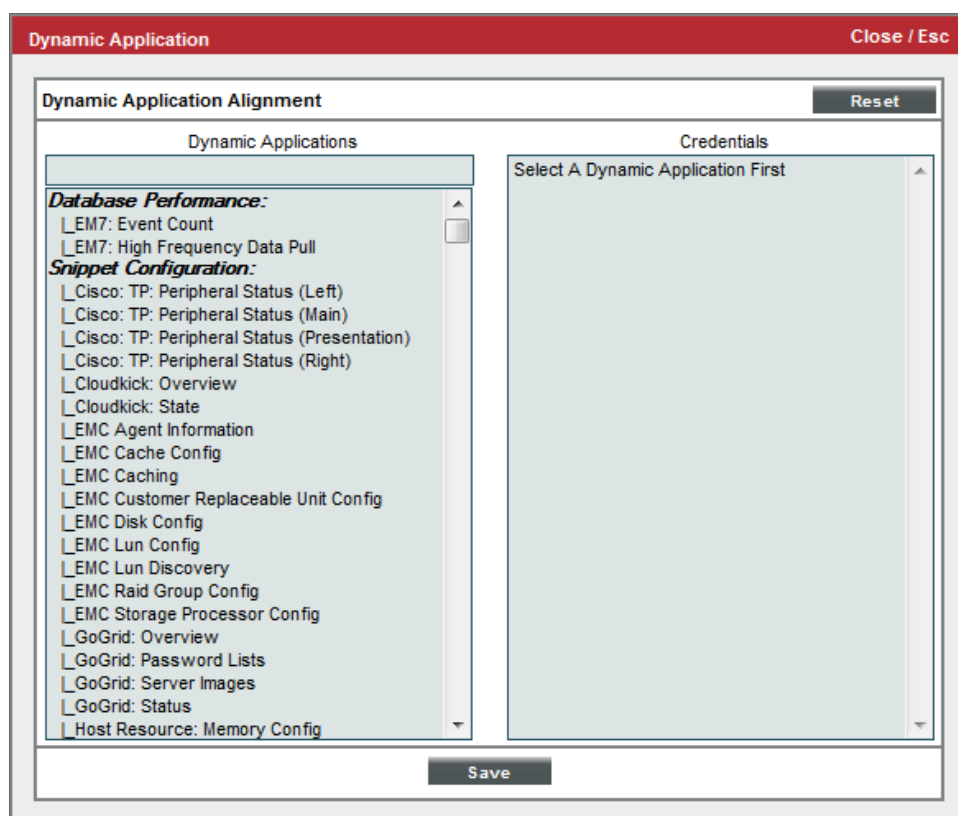 Dynamic Application Close / Esc
Dynamic Application Alignment Reset
Dynamic Applications Credentials
Select A Dynamic Application First
Database Performance:
|_EM7: Event Count
|_EM7: High Frequency Data Pull
Snippet Configuration:
|_Cisco: TP: Peripheral Status (Left)
|_Cisco: TP: Peripheral Status (Main)
|_Cisco: TP: Peripheral Status (Presentation)
|_Cisco: TP: Peripheral Status (Right)
|_Cloudkick: Overview
|_Cloudkick: State
|_EMC Agent Information
|_EMC Cache Config
|_EMC Caching
|_EMC Customer Replaceable Unit Config
|_EMC Disk Config
|_EMC Lun Config
|_EMC Lun Discovery
|_EMC Raid Group Config
|_EMC Storage Processor Config
|_GoGrid: Overview
|_GoGrid: Password Lists
|_GoGrid: Server Images
|_GoGrid: Status
|_Host Resource: Memory Config
Save